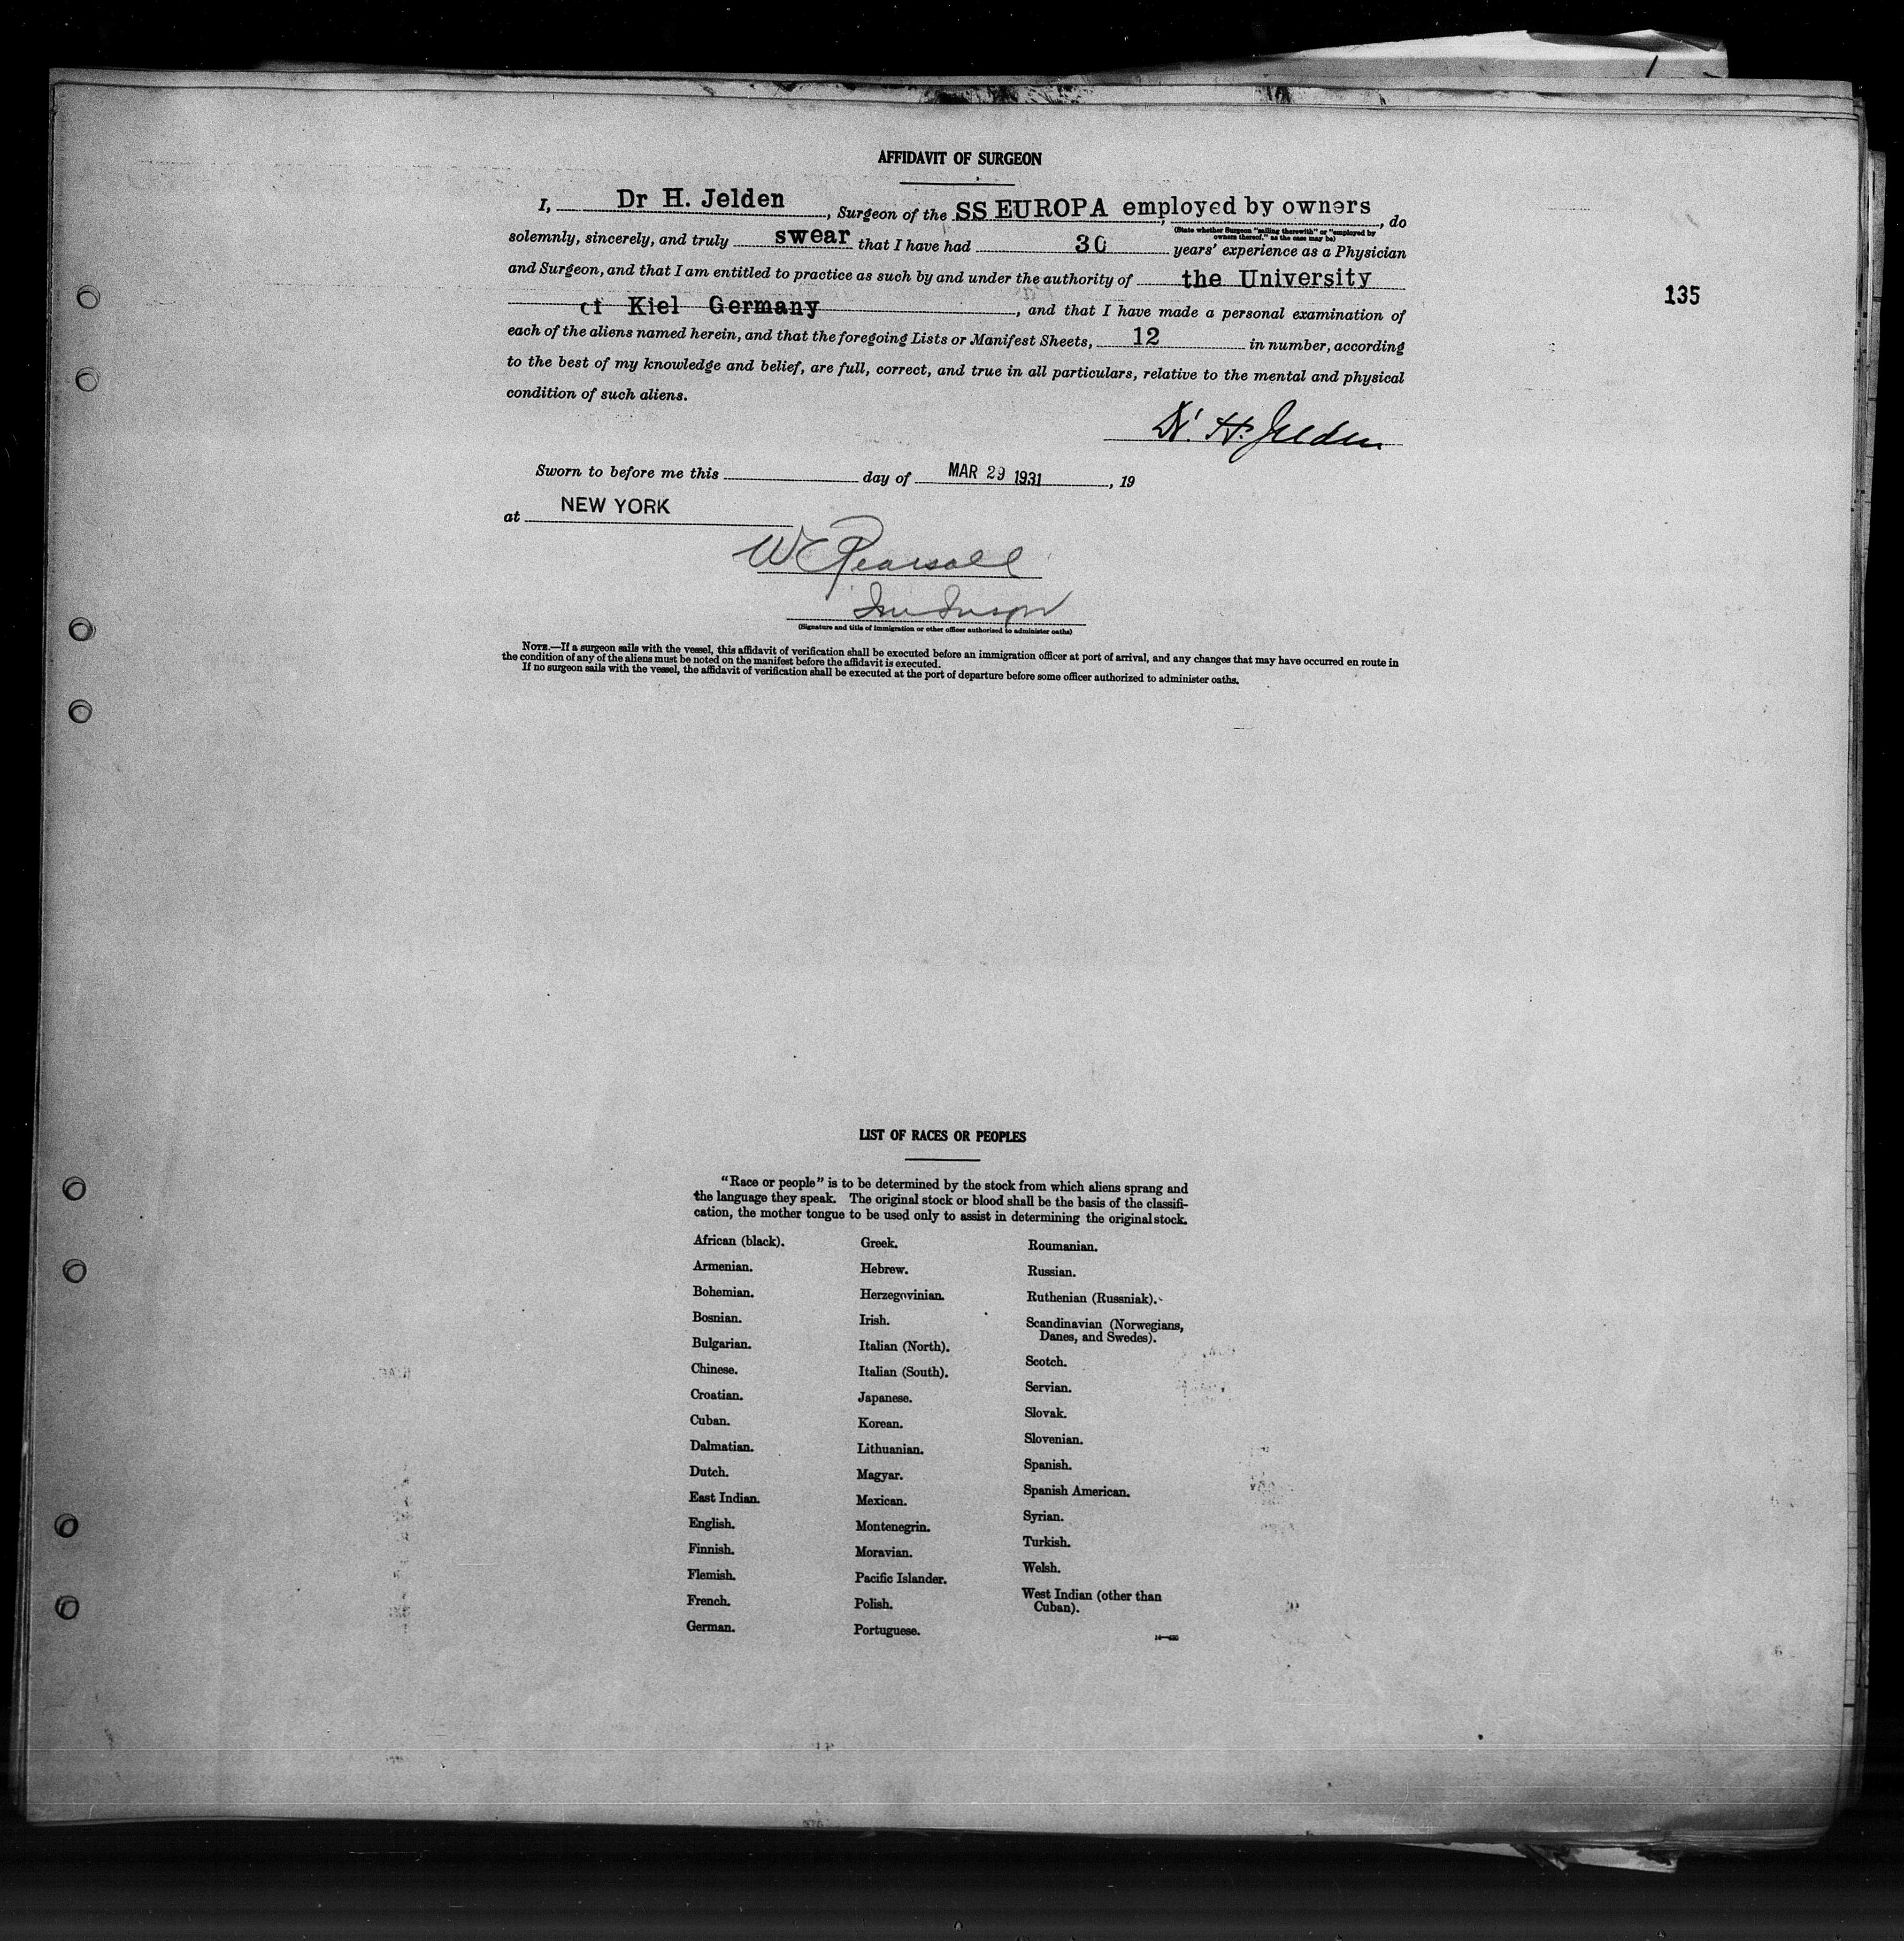 AFFIDAVIT OF SURGEON
I, Dr H. Jelden, Surgeon of the SS EUROPA, employed by owners, do
(State whether Surgeon "sailing therewith" or "employed by
owners thereof," as the case may be)
solemnly, sincerely, and truly swear that I have had 30 years' experience as a Physician
and Surgeon, and that I am entitled to practice as such by and under the authority of the University
of Kiel Germany, and that I have made a personal examination of
135
each of the aliens named herein, and that the foregoing Lists or Manifest Sheets, 12 in number, according
to the best of my knowledge and belief, are full, correct, and true in all particulars, relative to the mental and physical
condition of such aliens.
Dr. H. Jelden
Sworn to before me this day of MAR 29 1931, 19
at NEW YORK
W Pearsall
(Signature and title of immigration or other officer authorized to administer oaths)
NOTE.—If a surgeon sails with the vessel, this affidavit of verification shall be executed before an immigration officer at port of arrival, and any changes that may have occurred en route in
the condition of any of the aliens must be noted on the manifest before the affidavit is executed.
If no surgeon sails with the vessel, the affidavit of verification shall be executed at the port of departure before some officer authorized to administer oaths.
LIST OF RACES OR PEOPLES
"Race or people" is to be determined by the stock from which aliens sprang and
the language they speak. The original stock or blood shall be the basis of the classifi-
cation, the mother tongue to be used only to assist in determining the original stock.
African (black).
Armenian.
Bohemian.
Bosnian.
Bulgarian.
Chinese.
Croatian.
Cuban.
Dalmatian.
Dutch.
East Indian.
English.
Finnish.
Flemish.
French.
German.
Greek.
Hebrew.
Herzegovinian.
Irish.
Italian (North).
Italian (South).
Japanese.
Korean.
Lithuanian.
Magyar.
Mexican.
Montenegrin.
Moravian.
Pacific Islander.
Polish.
Portuguese.
Roumanian.
Russian.
Ruthenian (Russniak).
Scandinavian (Norwegians,
Danes, and Swedes).
Scotch.
Servian.
Slovak.
Slovenian.
Spanish.
Spanish American.
Syrian.
Turkish.
Welsh.
West Indian (other than
Cuban).